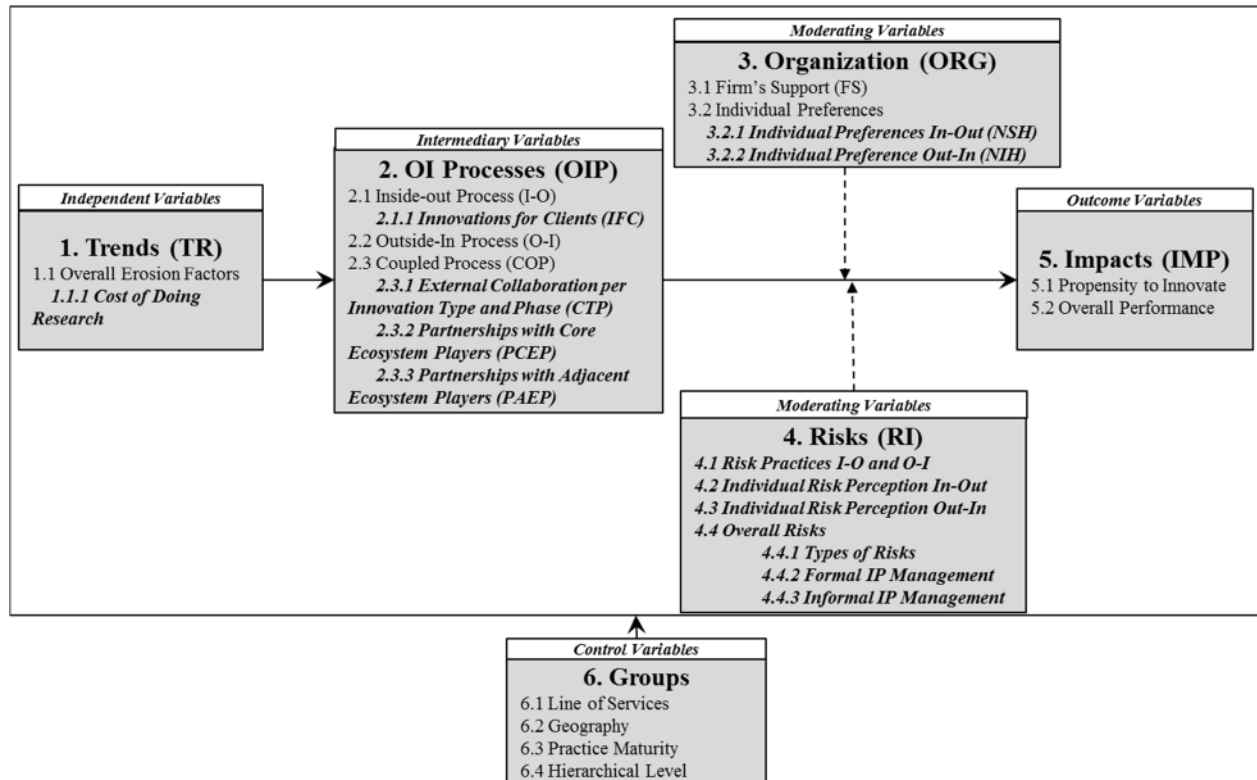 Independent Variables
1. Trends (TR)
1.1 Overall Erosion Factors
1.1.1 Cost of Doing
Research
Intermediary Variables
2. OI Processes (OIP)
2.1 Inside-out Process (I-O)
2.1.1 Innovations for Clients (IFC)
2.2 Outside-In Process (O-I)
2.3 Coupled Process (COP)
2.3.1 External Collaboration per
Innovation Type and Phase (CTP)
2.3.2 Partnerships with Core
Ecosystem Players (PCEP)
2.3.3 Partnerships with Adjacent
Ecosystem Players (PAEP)
Moderating Variables
3. Organization (ORG)
3.1 Firm's Support (FS)
3.2 Individual Preferences
3.2.1 Individual Preferences In-Out (NSH)
3.2.2 Individual Preference Out-In (NIH)
Moderating Variables
4. Risks (RI)
4.1 Risk Practices I-O and O-I
4.2 Individual Risk Perception In-Out
4.3 Individual Risk Perception Out-In
4.4 Overall Risks
4.4.1 Types of Risks
4.4.2 Formal IP Management
4.4.3 Informal IP Management
Outcome Variables
5. Impacts (IMP)
5.1 Propensity to Innovate
5.2 Overall Performance
Control Variables
6. Groups
6.1 Line of Services
6.2 Geography
6.3 Practice Maturity
6.4 Hierarchical Level